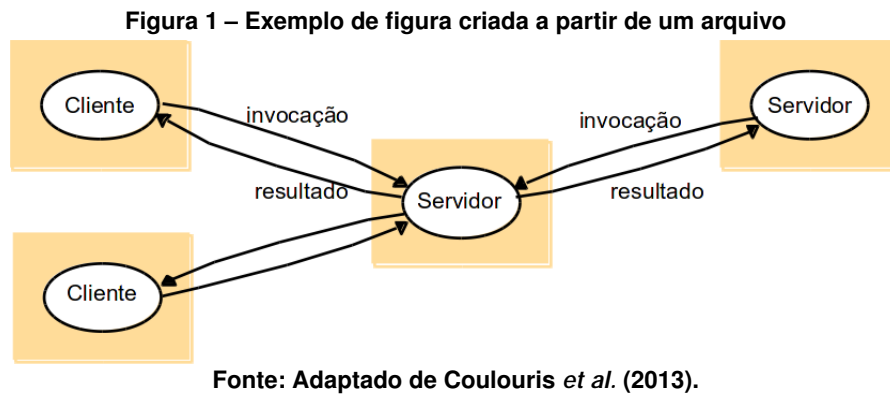 Figura 1 – Exemplo de figura criada a partir de um arquivo
Cliente
invocação
invocação
Servidor
resultado
Servidor
resultado
Cliente
Fonte: Adaptado de Coulouris et al. (2013).